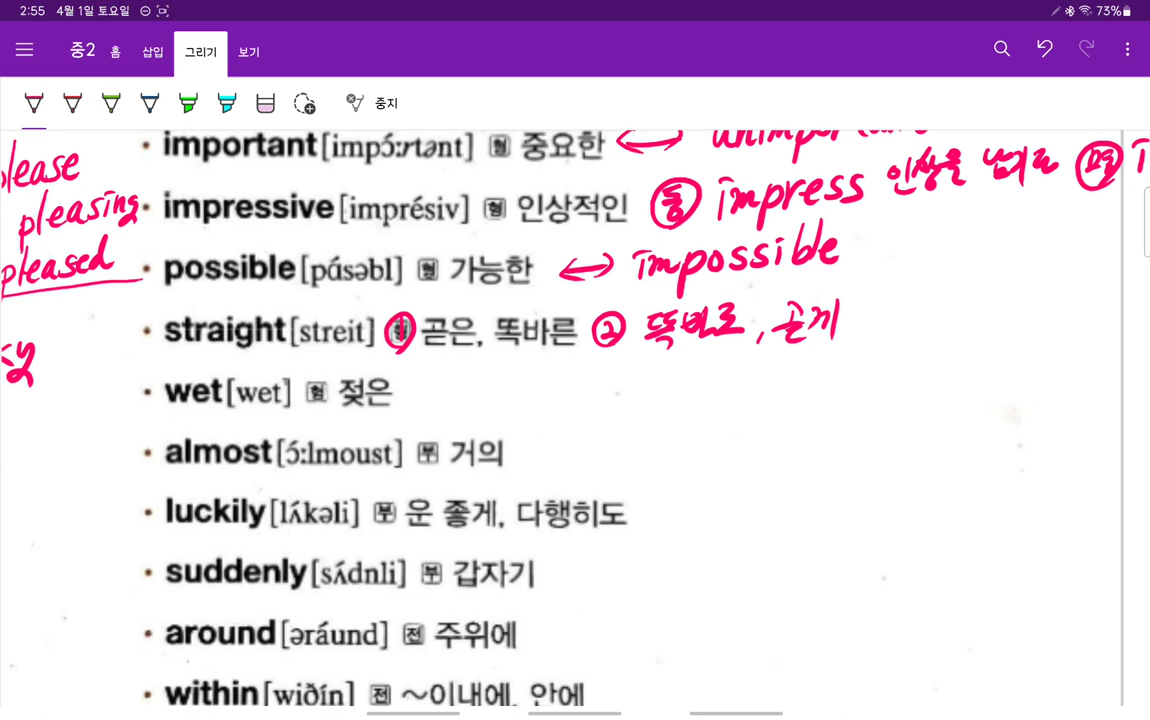 2:55 4월 1일 토요일 73%
중2 홈 삽입 그리기 보기
중지
important [impɔ́ːrtənt] 형 중요한 ↔
please
impressive [imprésiv] 형 인상적인 동 impress 인상을 남기다
pleasing
possible [pásəbl] 형 가능한 ↔ impossible
pleased
straight [streit] 형 곧은, 똑바른 부 똑바로, 곧게
wet [wet] 형 젖은
almost [ɔ́ːlmoust] 부 거의
luckily [lʌ́kəli] 부 운 좋게, 다행히도
suddenly [sʌ́dnli] 부 갑자기
around [əráund] 전 주위에
within [wiðín] 전 ~이내에, 안에